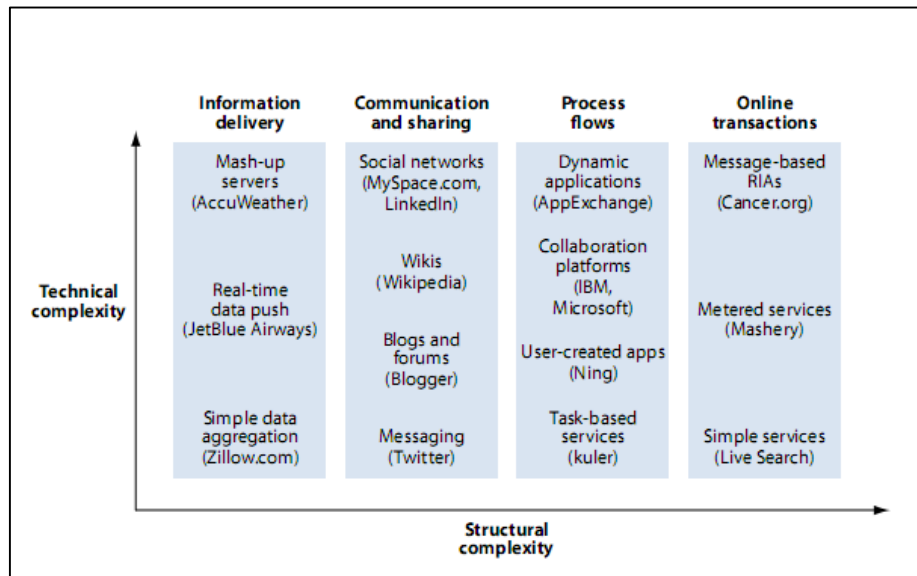 Information
delivery
Communication
and sharing
Process
flows
Online
transactions
Technical
complexity
Mash-up
servers
(AccuWeather)
Real-time
data push
(JetBlue Airways)
Simple data
aggregation
(Zillow.com)
Social networks
(MySpace.com,
LinkedIn)
Wikis
(Wikipedia)
Blogs and
forums
(Blogger)
Messaging
(Twitter)
Dynamic
applications
(AppExchange)
Collaboration
platforms
(IBM,
Microsoft)
User-created apps
(Ning)
Task-based
services
(kuler)
Message-based
RIAs
(Cancer.org)
Metered services
(Mashery)
Simple services
(Live Search)
Structural
complexity